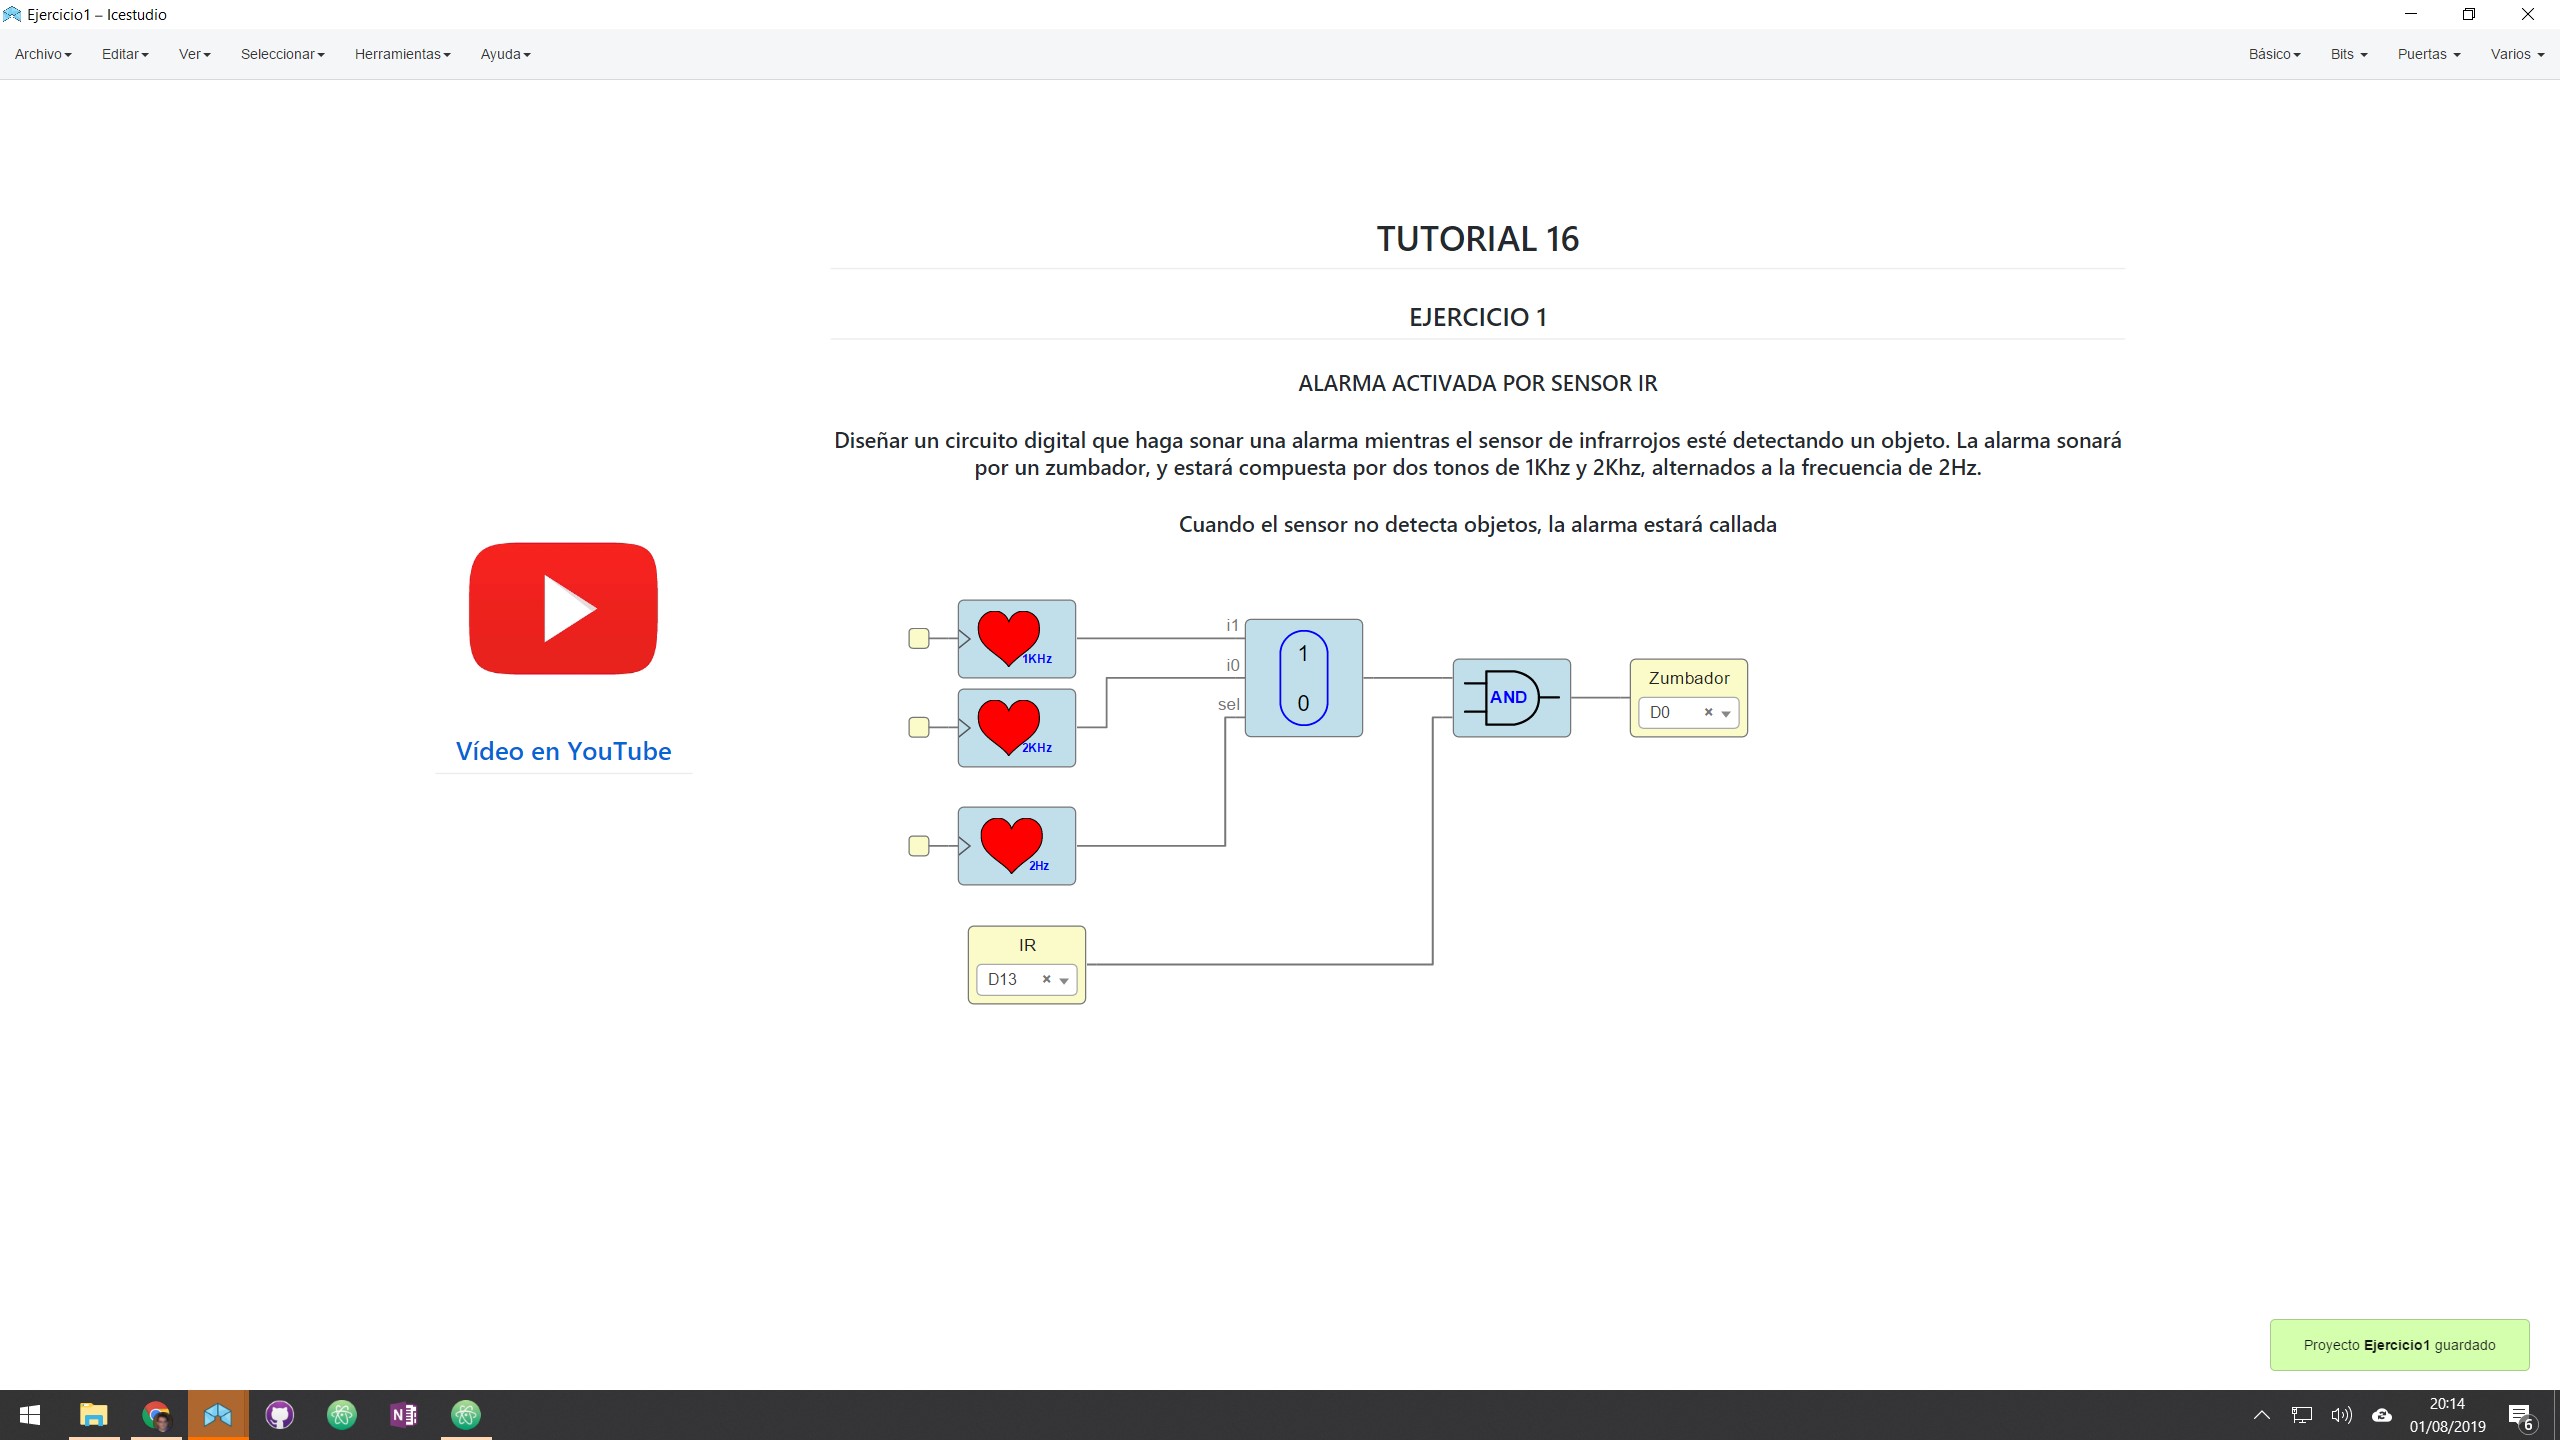 Ejercicio1 – Icestudio
Archivo Editar Ver Seleccionar Herramientas Ayuda Básico Bits Puertas Varios
TUTORIAL 16
EJERCICIO 1
ALARMA ACTIVADA POR SENSOR IR
Diseñar un circuito digital que haga sonar una alarma mientras el sensor de infrarrojos esté detectando un objeto. La alarma sonará
por un zumbador, y estará compuesta por dos tonos de 1Khz y 2Khz, alternados a la frecuencia de 2Hz.
Cuando el sensor no detecta objetos, la alarma estará callada
Vídeo en YouTube
1KHz
2KHz
2Hz
i1
i0
sel
1
0
AND
Zumbador
D0
IR
D13
Proyecto Ejercicio1 guardado
N
20:14
01/08/2019
6